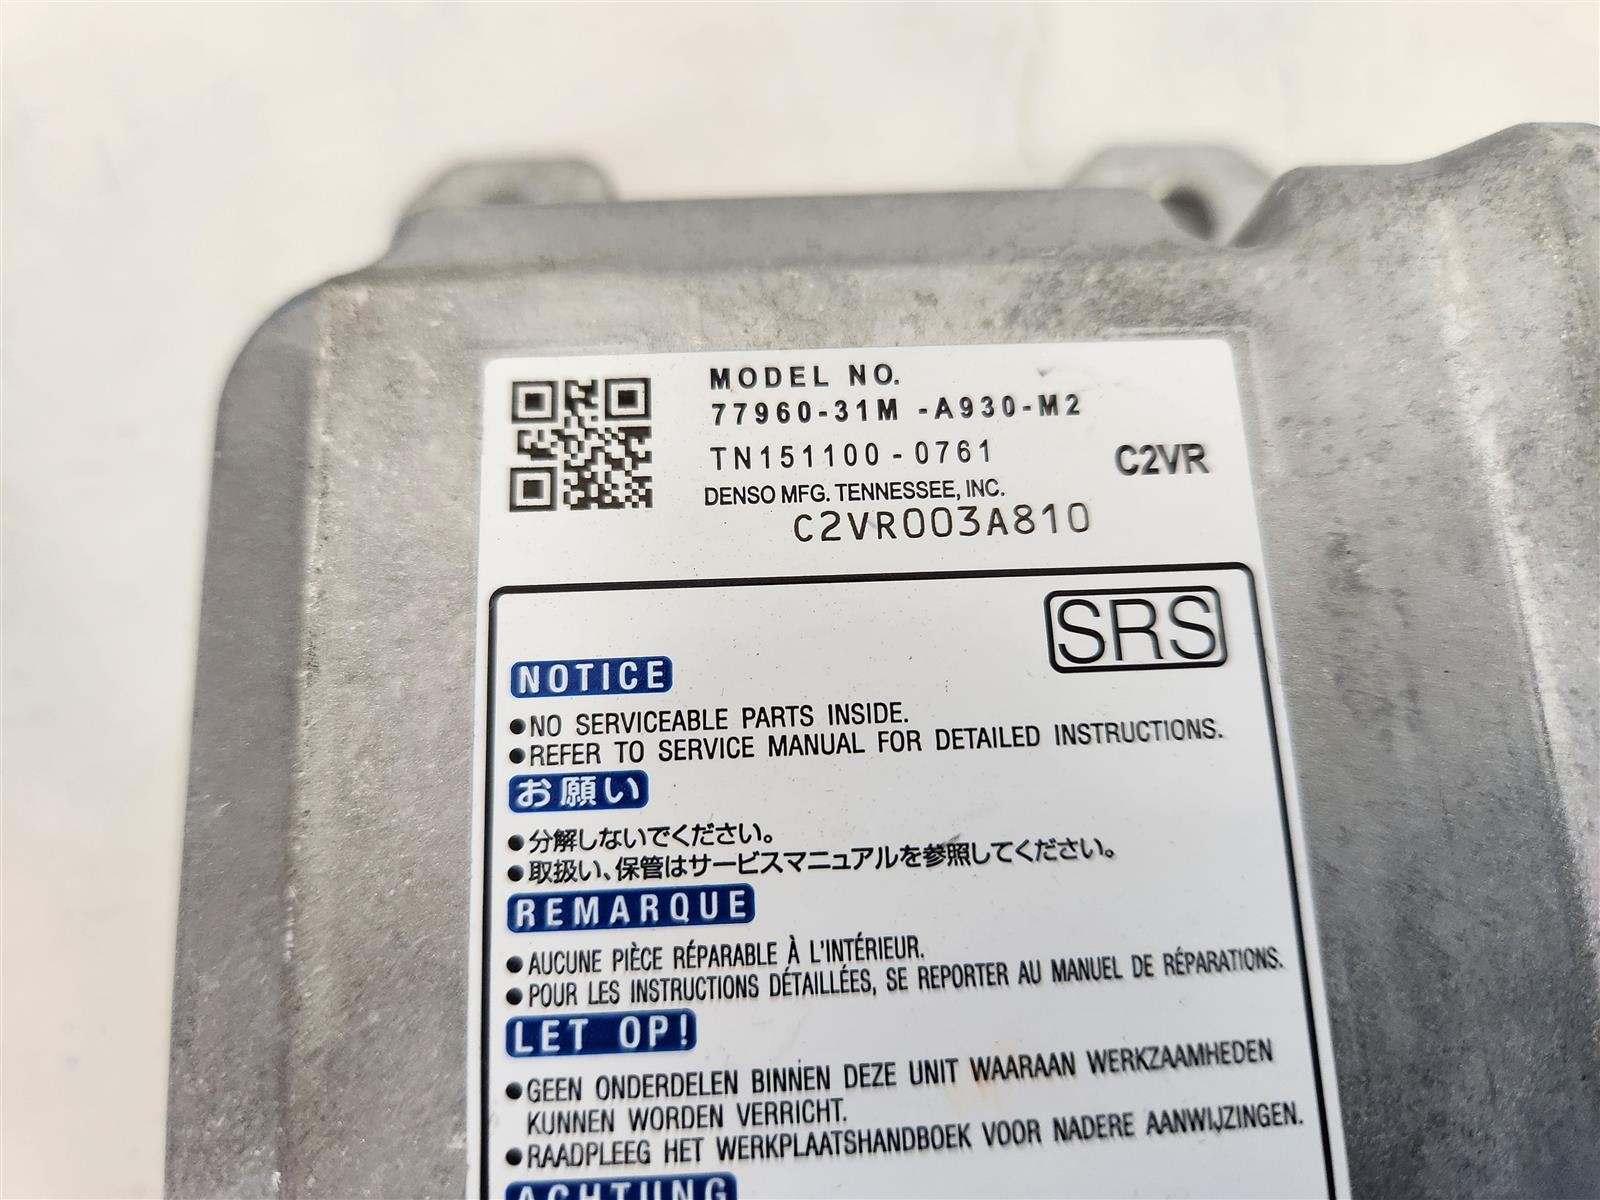 MODEL NO.
77960-31M -A930-M2
TN151100-0761
C2VR
DENSO MFG. TENNESSEE, INC.
C2VR003A810
SRS
NOTICE
●NO SERVICEABLE PARTS INSIDE.
●REFER TO SERVICE MANUAL FOR DETAILED INSTRUCTIONS.
お願い
●分解しないでください。
●取扱い、保管はサービスマニュアルを参照してください。
REMARQUE
●AUCUNE PIÈCE RÉPARABLE À L'INTÉRIEUR.
●POUR LES INSTRUCTIONS DÉTAILLÉES, SE REPORTER AU MANUEL DE RÉPARATIONS.
LET OP!
●GEEN ONDERDELEN BINNEN DEZE UNIT WAARAAN WERKZAAMHEDEN
KUNNEN WORDEN VERRICHT.
●RAADPLEEG HET WERKPLAATSHANDBOEK VOOR NADERE AANWIJZINGEN.
ACHTUNG